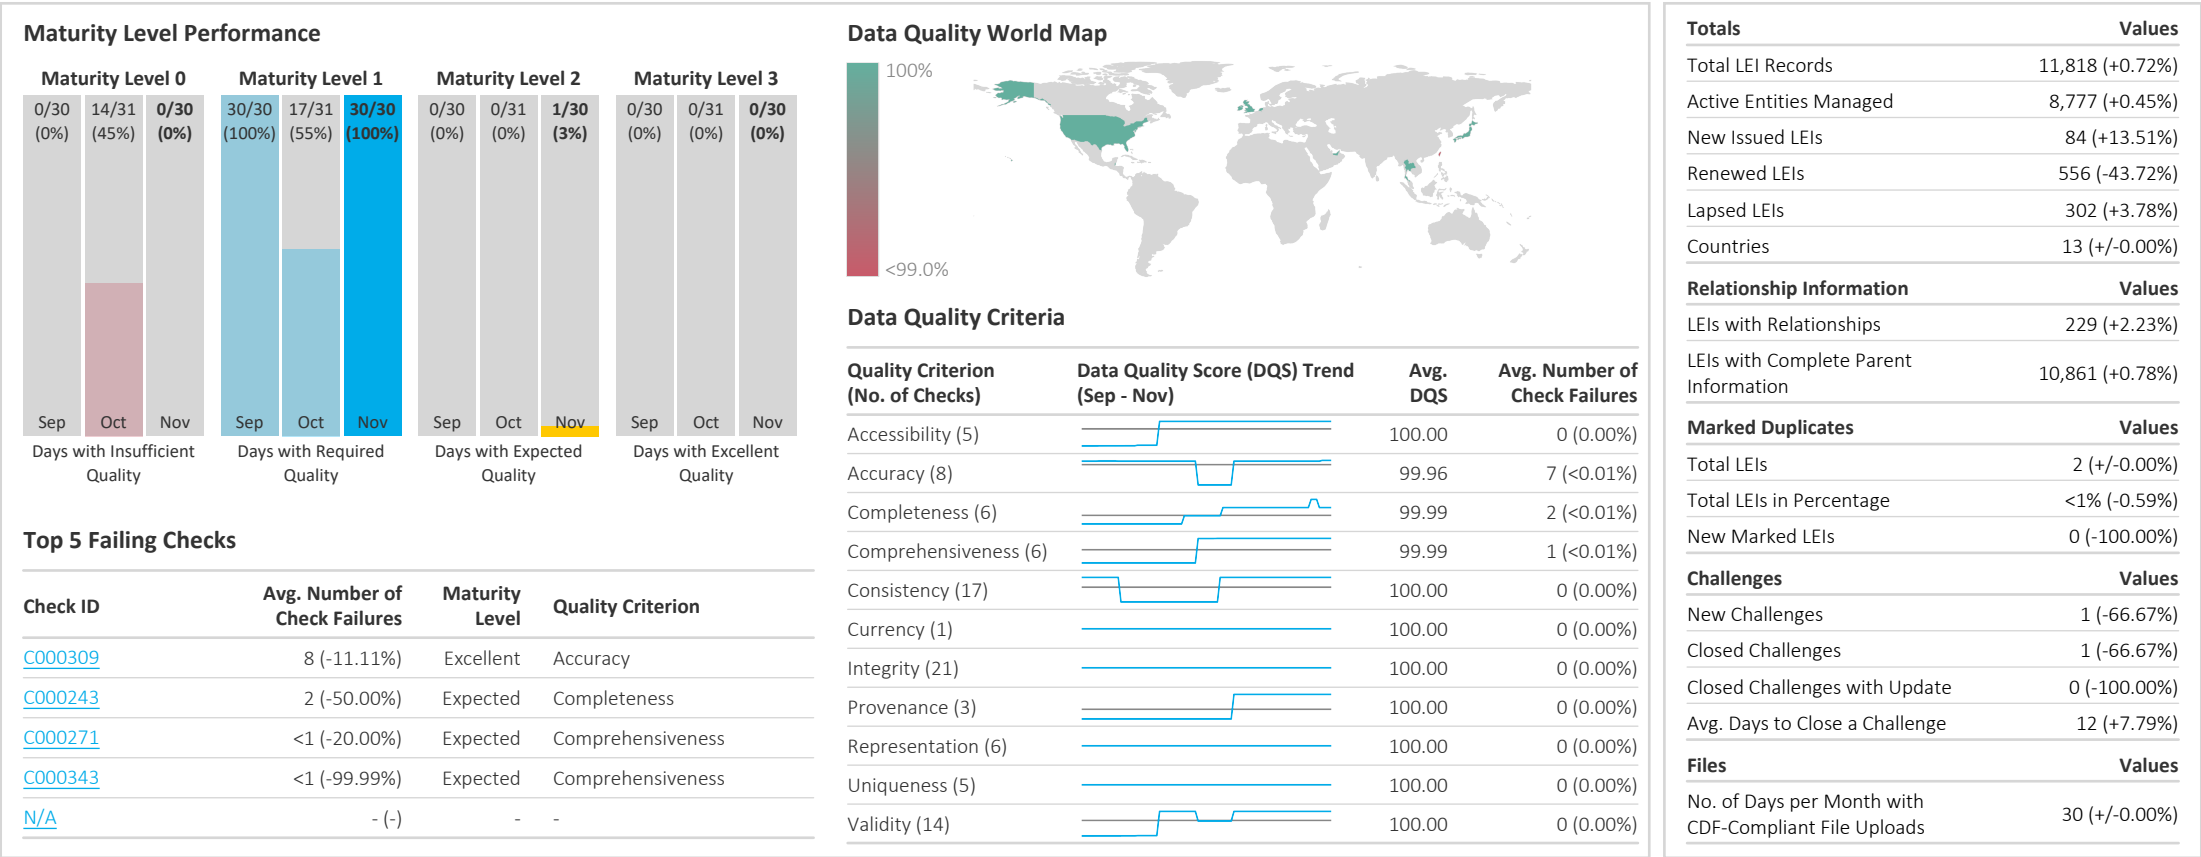 Maturity Level Performance
Maturity Level 0
0/30 14/31 0/30
(0%) (45%) (0%)
Sep Oct Nov
Days with Insufficient
Quality
Maturity Level 1
30/30 17/31 30/30
(100%) (55%) (100%)
Sep Oct Nov
Days with Required
Quality
Maturity Level 2
0/30 0/31 1/30
(0%) (0%) (3%)
Sep Oct Nov
Days with Expected
Quality
Maturity Level 3
0/30 0/31 0/30
(0%) (0%) (0%)
Sep Oct Nov
Days with Excellent
Quality
Top 5 Failing Checks
Check ID Avg. Number of Check Failures Maturity Level Quality Criterion
C000309 8 (-11.11%) Excellent Accuracy
C000243 2 (-50.00%) Expected Completeness
C000271 <1 (-20.00%) Expected Comprehensiveness
C000343 <1 (-99.99%) Expected Comprehensiveness
N/A - (-) - -
Data Quality World Map
100%
<99.0%
Data Quality Criteria
Quality Criterion Data Quality Score (DQS) Trend Avg. Avg. Number of
(No. of Checks) (Sep - Nov) DQS Check Failures
Accessibility (5) 100.00 0 (0.00%)
Accuracy (8) 99.96 7 (<0.01%)
Completeness (6) 99.99 2 (<0.01%)
Comprehensiveness (6) 99.99 1 (<0.01%)
Consistency (17) 100.00 0 (0.00%)
Currency (1) 100.00 0 (0.00%)
Integrity (21) 100.00 0 (0.00%)
Provenance (3) 100.00 0 (0.00%)
Representation (6) 100.00 0 (0.00%)
Uniqueness (5) 100.00 0 (0.00%)
Validity (14) 100.00 0 (0.00%)
Totals Values
Total LEI Records 11,818 (+0.72%)
Active Entities Managed 8,777 (+0.45%)
New Issued LEIs 84 (+13.51%)
Renewed LEIs 556 (-43.72%)
Lapsed LEIs 302 (+3.78%)
Countries 13 (+/-0.00%)
Relationship Information Values
LEIs with Relationships 229 (+2.23%)
LEIs with Complete Parent
Information 10,861 (+0.78%)
Marked Duplicates Values
Total LEIs 2 (+/-0.00%)
Total LEIs in Percentage <1% (-0.59%)
New Marked LEIs 0 (-100.00%)
Challenges Values
New Challenges 1 (-66.67%)
Closed Challenges 1 (-66.67%)
Closed Challenges with Update 0 (-100.00%)
Avg. Days to Close a Challenge 12 (+7.79%)
Files Values
No. of Days per Month with
CDF-Compliant File Uploads 30 (+/-0.00%)